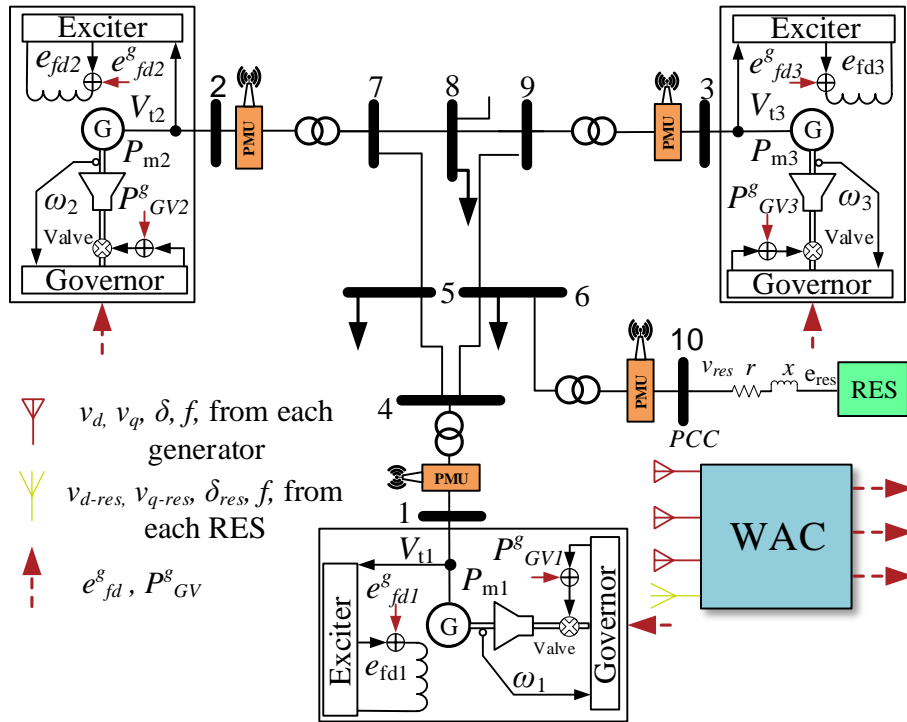 Exciter
e_fd2
e^g_fd2
V_t2
G
P_m2
ω_2
P^g_GV2
Valve
Governor
2
PMU
7
8
9
PMU
3
Exciter
e^g_fd3
e_fd3
V_t3
G
P_m3
P^g_GV3
ω_3
Valve
Governor
5
6
4
10
PMU
PCC
v_res
r
x
e_res
RES
v_d, v_q, δ, f, from each
generator
v_d-res, v_q-res, δ_res, f, from
each RES
e^g_fd , P^g_GV
PMU
1
V_t1
Exciter
e^g_fd1
e_fd1
G
P_m1
P^g_GV1
Valve
ω_1
Governor
WAC